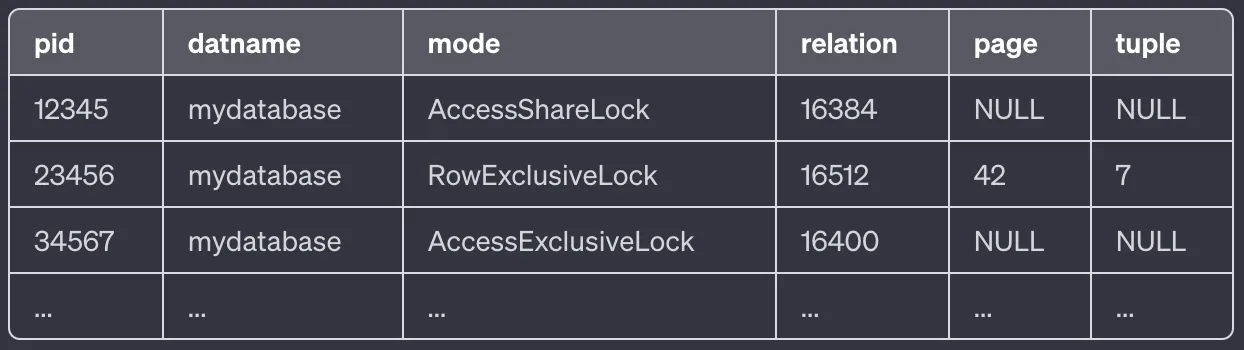 pid datname mode relation page tuple
12345 mydatabase AccessShareLock 16384 NULL NULL
23456 mydatabase RowExclusiveLock 16512 42 7
34567 mydatabase AccessExclusiveLock 16400 NULL NULL
... ... ... ... ... ...